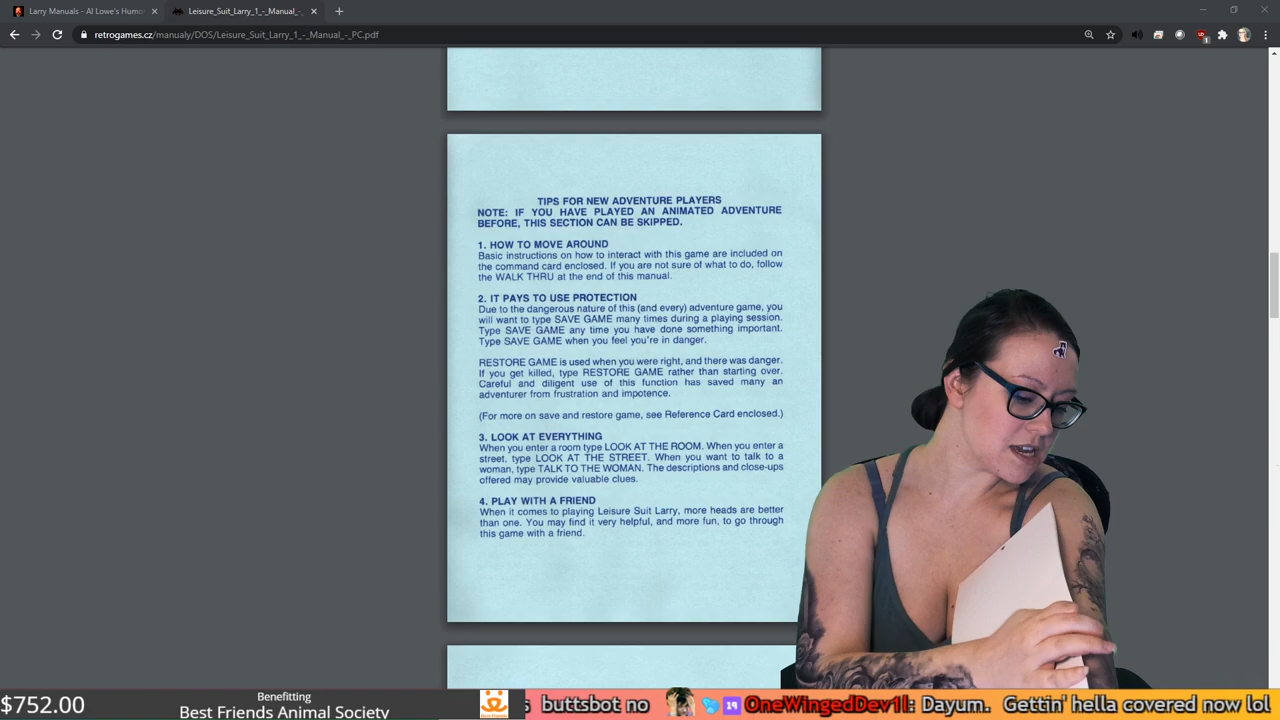 Larry Manuals - Al Lowe's Humo
Leisure_Suit_Larry_1_-_Manual_-_
retrogames.cz/manualy/DOS/Leisure_Suit_Larry_1_-_Manual_-_PC.pdf
TIPS FOR NEW ADVENTURE PLAYERS
NOTE: IF YOU HAVE PLAYED AN ANIMATED ADVENTURE
BEFORE, THIS SECTION CAN BE SKIPPED.
1. HOW TO MOVE AROUND
Basic instructions on how to interact with this game are included on
the command card enclosed. If you are not sure of what to do, follow
the WALK THRU at the end of this manual.
2. IT PAYS TO USE PROTECTION
Due to the dangerous nature of this (and every) adventure game, you
will want to type SAVE GAME many times during a playing session.
Type SAVE GAME any time you have done something important.
Type SAVE GAME when you feel you're in danger.
RESTORE GAME is used when you were right, and there was danger.
If you get killed, type RESTORE GAME rather than starting over.
Careful and diligent use of this function has saved many an
adventurer from frustration and impotence.
(For more on save and restore game, see Reference Card enclosed.)
3. LOOK AT EVERYTHING
When you enter a room type LOOK AT THE ROOM. When you enter a
street, type LOOK AT THE STREET. When you want to talk to a
woman, type TALK TO THE WOMAN. The descriptions and close-ups
offered may provide valuable clues.
4. PLAY WITH A FRIEND
When it comes to playing Leisure Suit Larry, more heads are better
than one. You may find it very helpful, and more fun, to go through
this game with a friend.
$752.00
Benefitting
Best Friends Animal Society
s buttsbot no
19 OneWingedDev1l: Dayum. Gettin' hella covered now lol